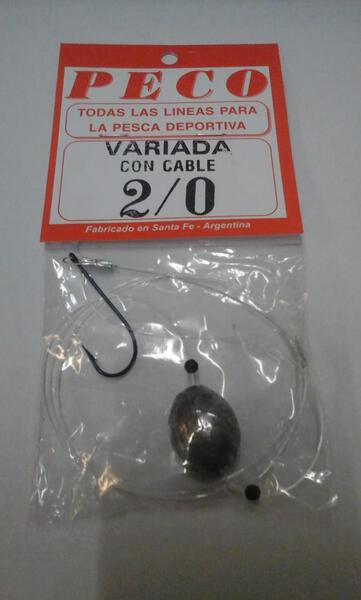 PECO
TODAS LAS LINEAS PARA
LA PESCA DEPORTIVA
VARIADA
CON CABLE
2/0
Fabricado en Santa Fe - Argentina